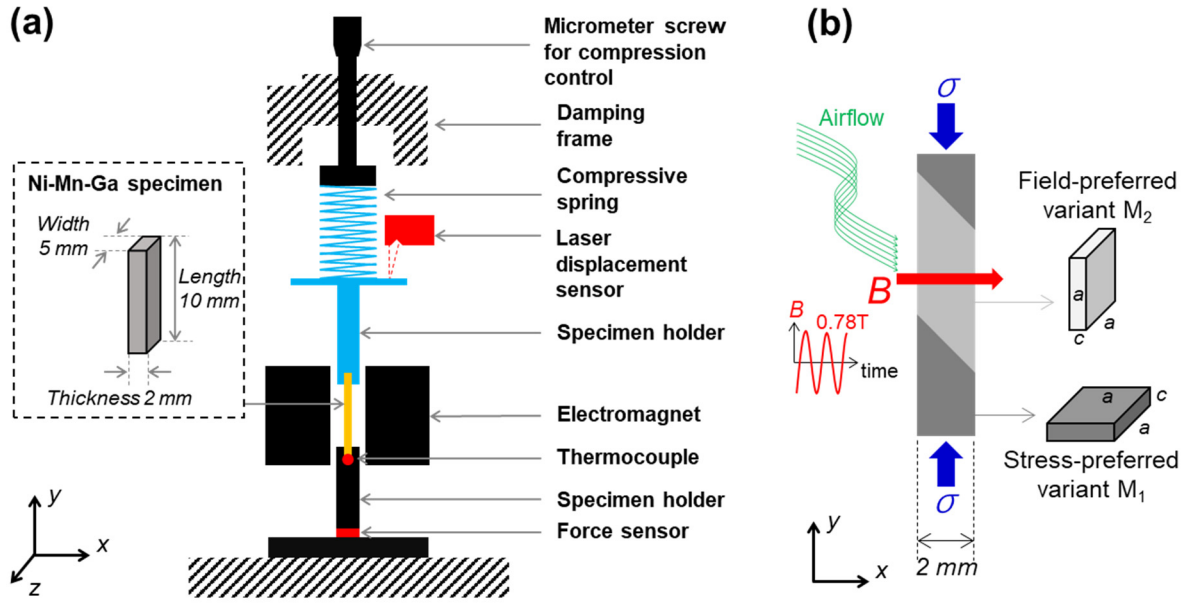 (a)
Micrometer screw
for compression
control
Damping
frame
Compressive
spring
Laser
displacement
sensor
Specimen holder
Electromagnet
Thermocouple
Specimen holder
Force sensor
Ni-Mn-Ga specimen
Width
5 mm
Length
10 mm
Thickness 2 mm
y
x
z
(b)
σ
Airflow
B
B
0.78T
time
σ
2 mm
Field-preferred
variant M₂
a
a
c
a
c
a
Stress-preferred
variant M₁
y
x